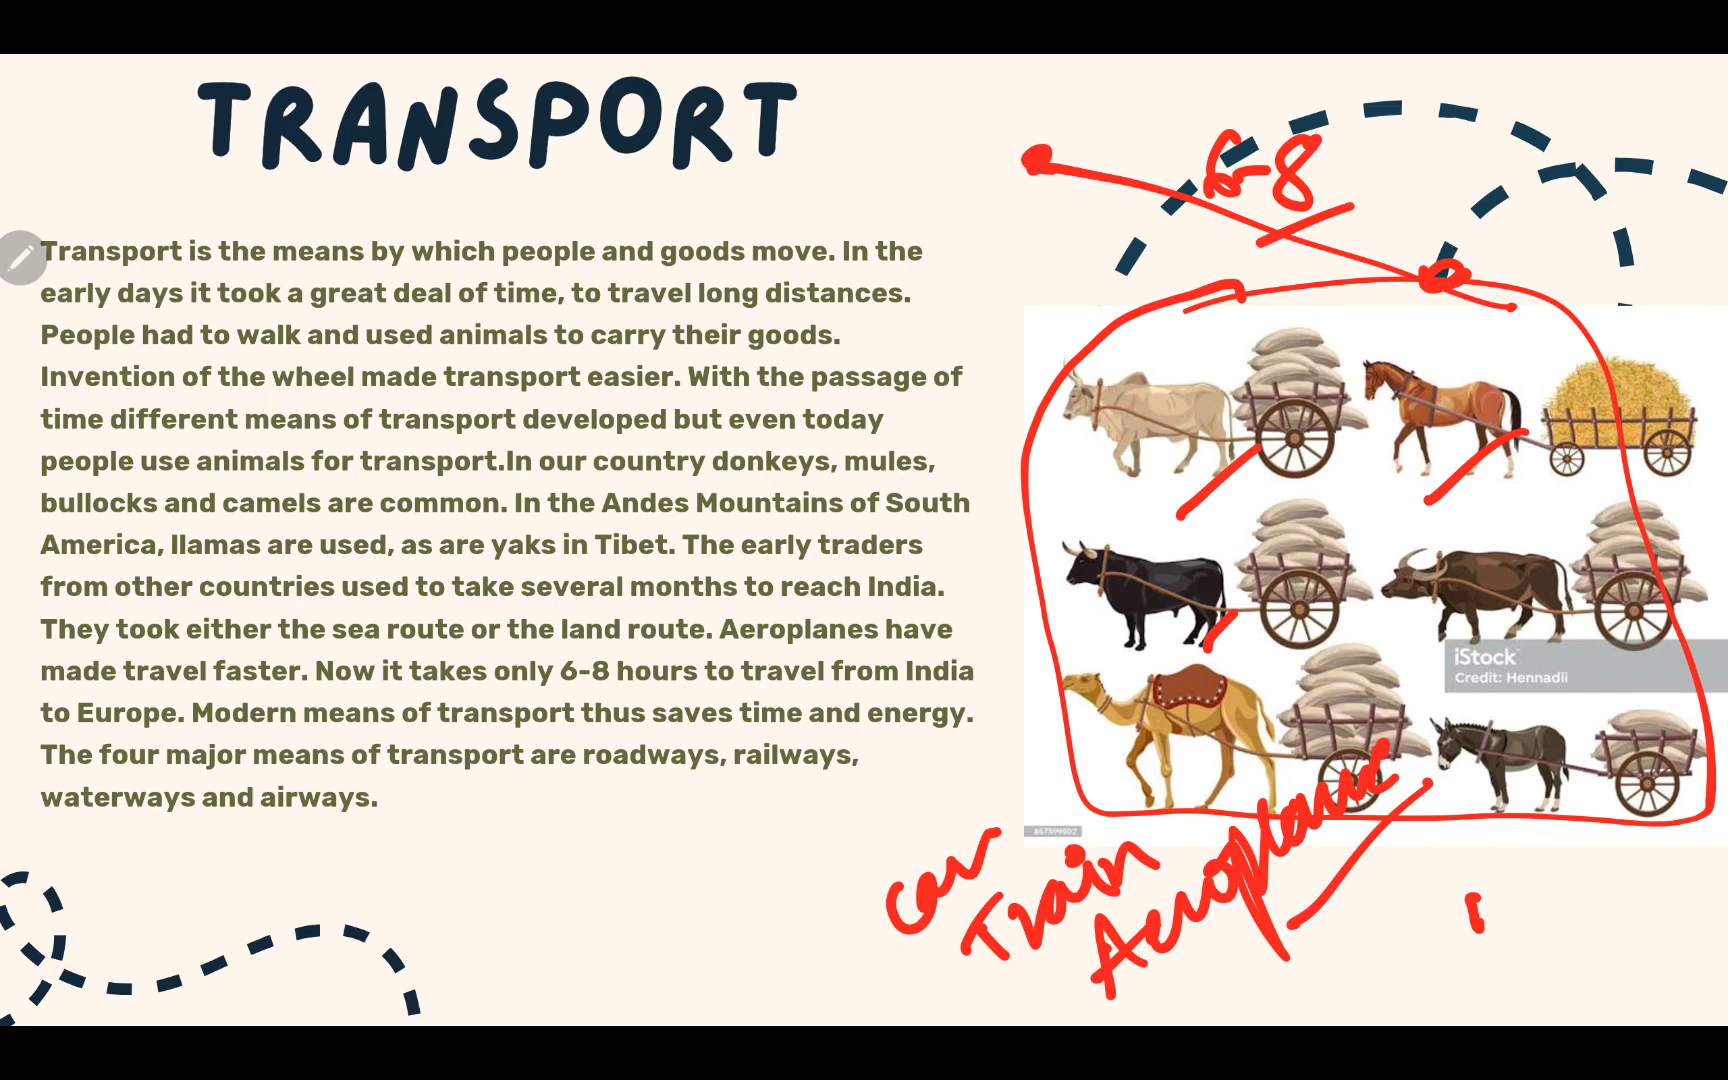 TRANSPORT
Transport is the means by which people and goods move. In the
early days it took a great deal of time, to travel long distances.
People had to walk and used animals to carry their goods.
Invention of the wheel made transport easier. With the passage of
time different means of transport developed but even today
people use animals for transport.In our country donkeys, mules,
bullocks and camels are common. In the Andes Mountains of South
America, llamas are used, as are yaks in Tibet. The early traders
from other countries used to take several months to reach India.
They took either the sea route or the land route. Aeroplanes have
made travel faster. Now it takes only 6-8 hours to travel from India
to Europe. Modern means of transport thus saves time and energy.
The four major means of transport are roadways, railways,
waterways and airways.
6-8
iStock
Credit: Hennadii
867599602
Car
Train
Aeroplane